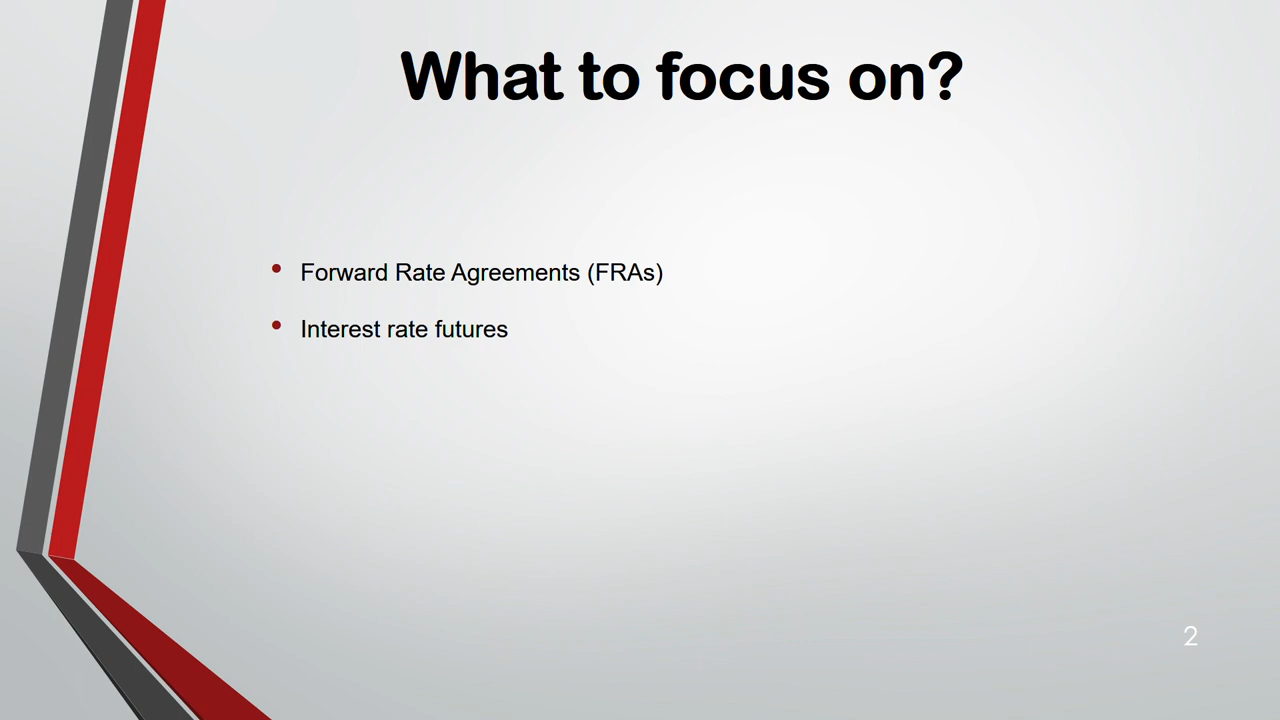 What to focus on?
• Forward Rate Agreements (FRAs)
• Interest rate futures
2